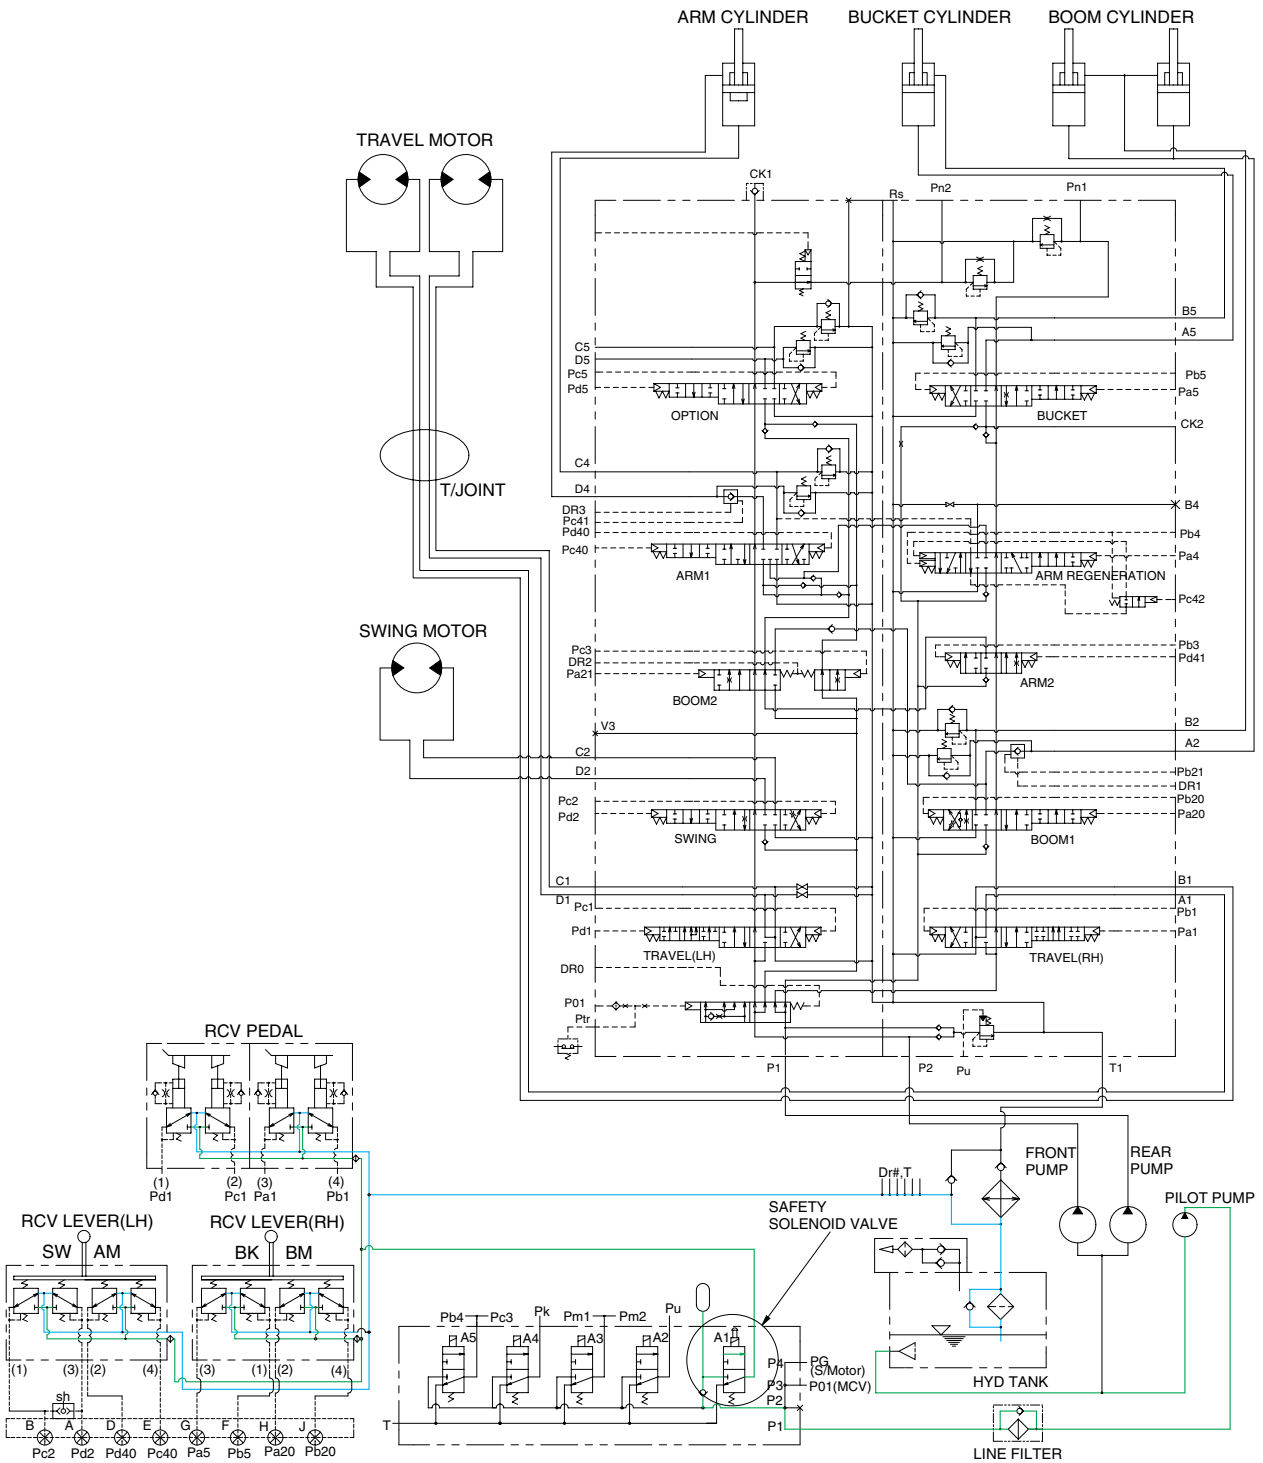 ARM CYLINDER
BUCKET CYLINDER
BOOM CYLINDER
TRAVEL MOTOR
CK1
Rs
Pn2
Pn1
B5
A5
C5
D5
Pc5
Pd5
Pb5
Pa5
OPTION
BUCKET
CK2
T/JOINT
C4
D4
DR3
Pc41
Pd40
Pc40
B4
Pb4
Pa4
ARM1
ARM REGENERATION
Pc42
SWING MOTOR
Pc3
DR2
Pa21
Pb3
Pd41
BOOM2
ARM2
V3
C2
D2
B2
A2
Pb21
DR1
Pb20
Pa20
Pc2
Pd2
SWING
BOOM1
C1
D1
Pc1
Pd1
B1
A1
Pb1
Pa1
TRAVEL(LH)
TRAVEL(RH)
DR0
P01
Ptr
P1
P2
Pu
T1
RCV PEDAL
(1)
(2)
(3)
(4)
Pd1
Pc1
Pa1
Pb1
FRONT
PUMP
REAR
PUMP
PILOT PUMP
Dr#,T
SAFETY
SOLENOID VALVE
RCV LEVER(LH)
RCV LEVER(RH)
SW
AM
BK
BM
(1)
(3)
(2)
(4)
(3)
(1)
(2)
(4)
sh
B
A
D
E
G
F
H
J
Pc2
Pd2
Pd40
Pc40
Pa5
Pb5
Pa20
Pb20
Pb4
Pc3
Pk
Pm1
Pm2
Pu
A5
A4
A3
A2
A1
P4
PG
(S/Motor)
P3
P01(MCV)
P2
T
P1
HYD TANK
LINE FILTER